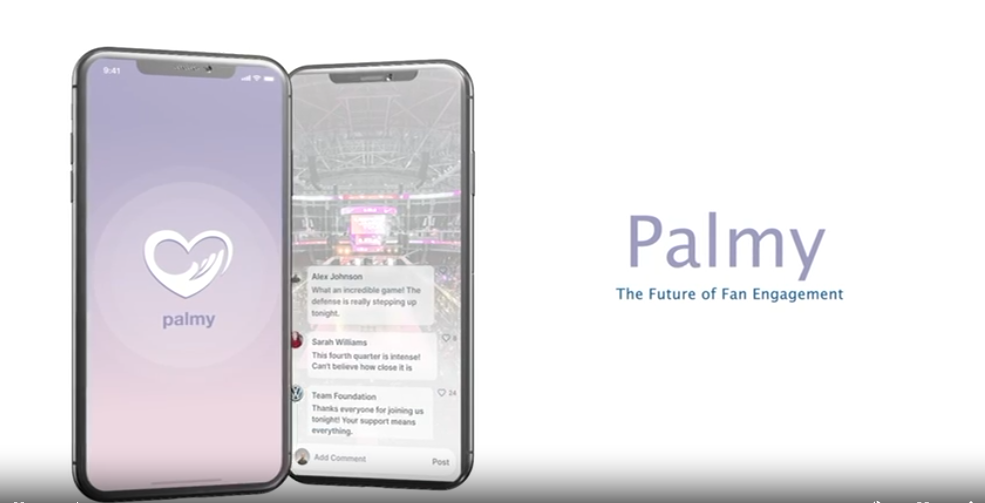 9:41
palmy
Alex Johnson
What an incredible game! The
defense is really stepping up
tonight.
Sarah Williams
This fourth quarter is intense!
Can't believe how close it is
8
Team Foundation
Thanks everyone for joining us
tonight! Your support means
everything.
24
Add Comment
Post
Palmy
The Future of Fan Engagement